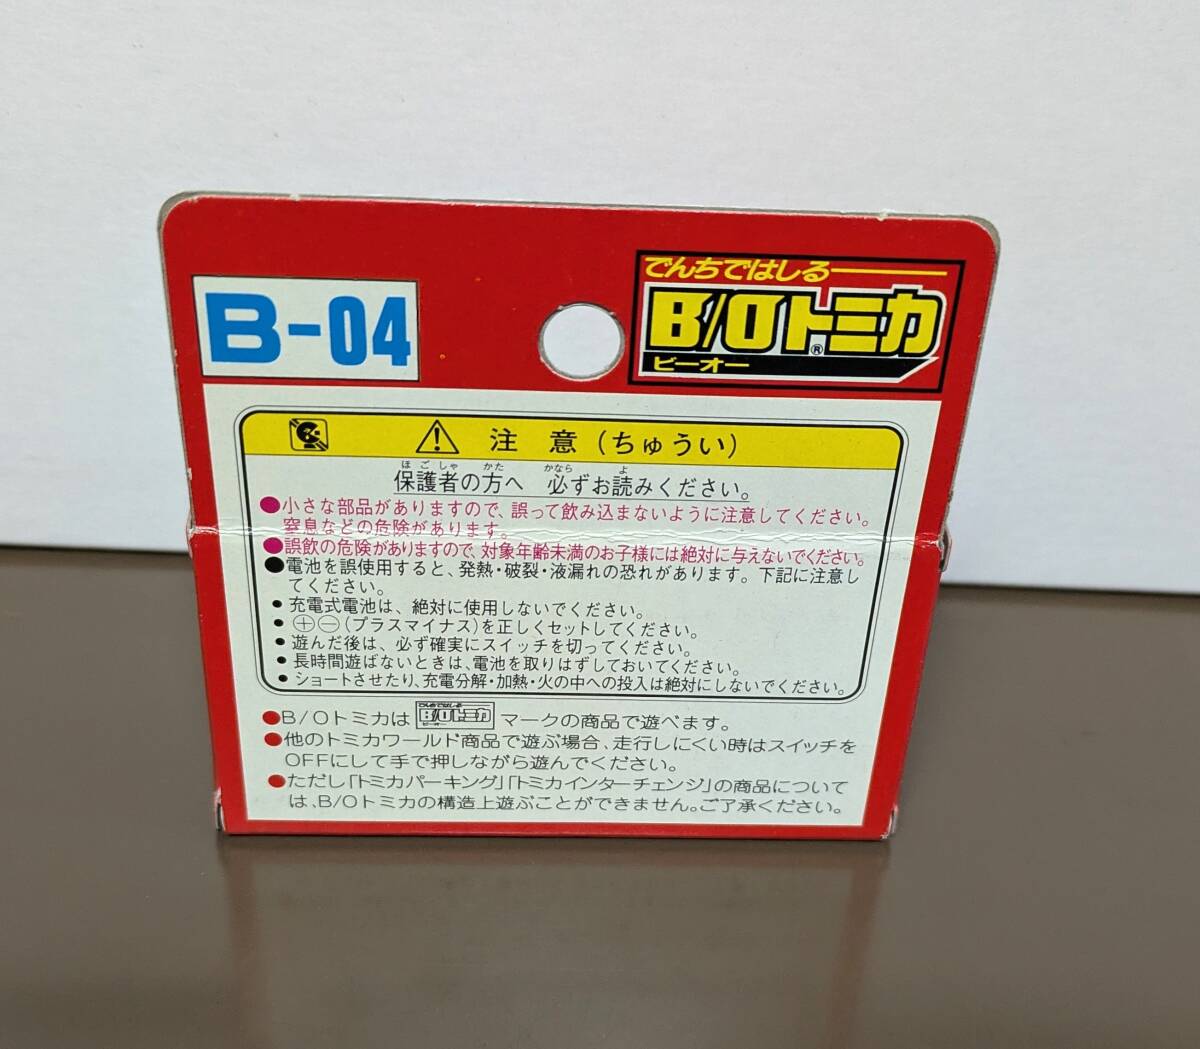 B-04
でんちではしる
B/Oトミカ®
ビーオー
注 意 (ちゅうい)
ほごしゃ かた かなら よ
保護者の方へ 必ずお読みください。
●小さな部品がありますので、誤って飲み込まないように注意してください。
窒息などの危険があります。
●誤飲の危険がありますので、対象年齢未満のお子様には絶対に与えないでください。
●電池を誤使用すると、発熱・破裂・液漏れの恐れがあります。下記に注意し
てください。
• 充電式電池は、絶対に使用しないでください。
• ⊕⊖(プラスマイナス)を正しくセットしてください。
• 遊んだ後は、必ず確実にスイッチを切ってください。
• 長時間遊ばないときは、電池を取りはずしておいてください。
• ショートさせたり、充電分解・加熱・火の中への投入は絶対にしないでください。
●B/Oトミカは でんちではしる B/Oトミカ ビーオー マークの商品で遊べます。
●他のトミカワールド商品で遊ぶ場合、走行しにくい時はスイッチを
OFFにして手で押しながら遊んでください。
●ただし「トミカパーキング」「トミカインターチェンジ」の商品について
は、B/Oトミカの構造上遊ぶことができません。ご了承ください。